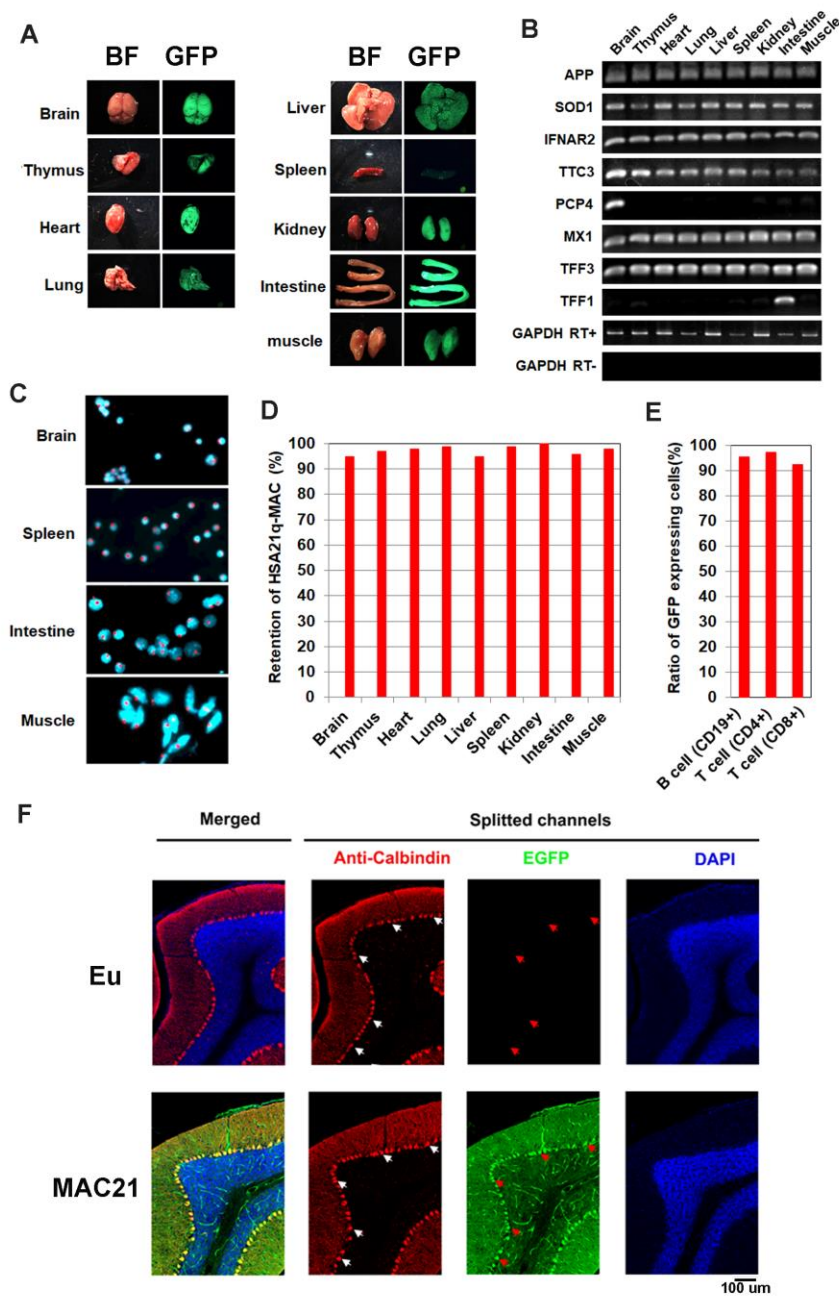 A
BF GFP
Brain
Thymus
Heart
Lung
BF GFP
Liver
Spleen
Kidney
Intestine
muscle
B
Brain Thymus Heart Lung Liver Spleen Kidney Intestine Muscle
APP
SOD1
IFNAR2
TTC3
PCP4
MX1
TFF3
TFF1
GAPDH RT+
GAPDH RT-
C
Brain
Spleen
Intestine
Muscle
D
Retention of HSA21q-MAC (%)
100
90
80
70
60
50
40
30
20
10
0
Brain Thymus Heart Lung Liver Spleen Kidney Intestine Muscle
E
Ratio of GFP expressing cells(%)
100
90
80
70
60
50
40
30
20
10
0
B cell (CD19+) T cell (CD4+) T cell (CD8+)
F
Merged Splitted channels
Anti-Calbindin EGFP DAPI
Eu
MAC21
100 um